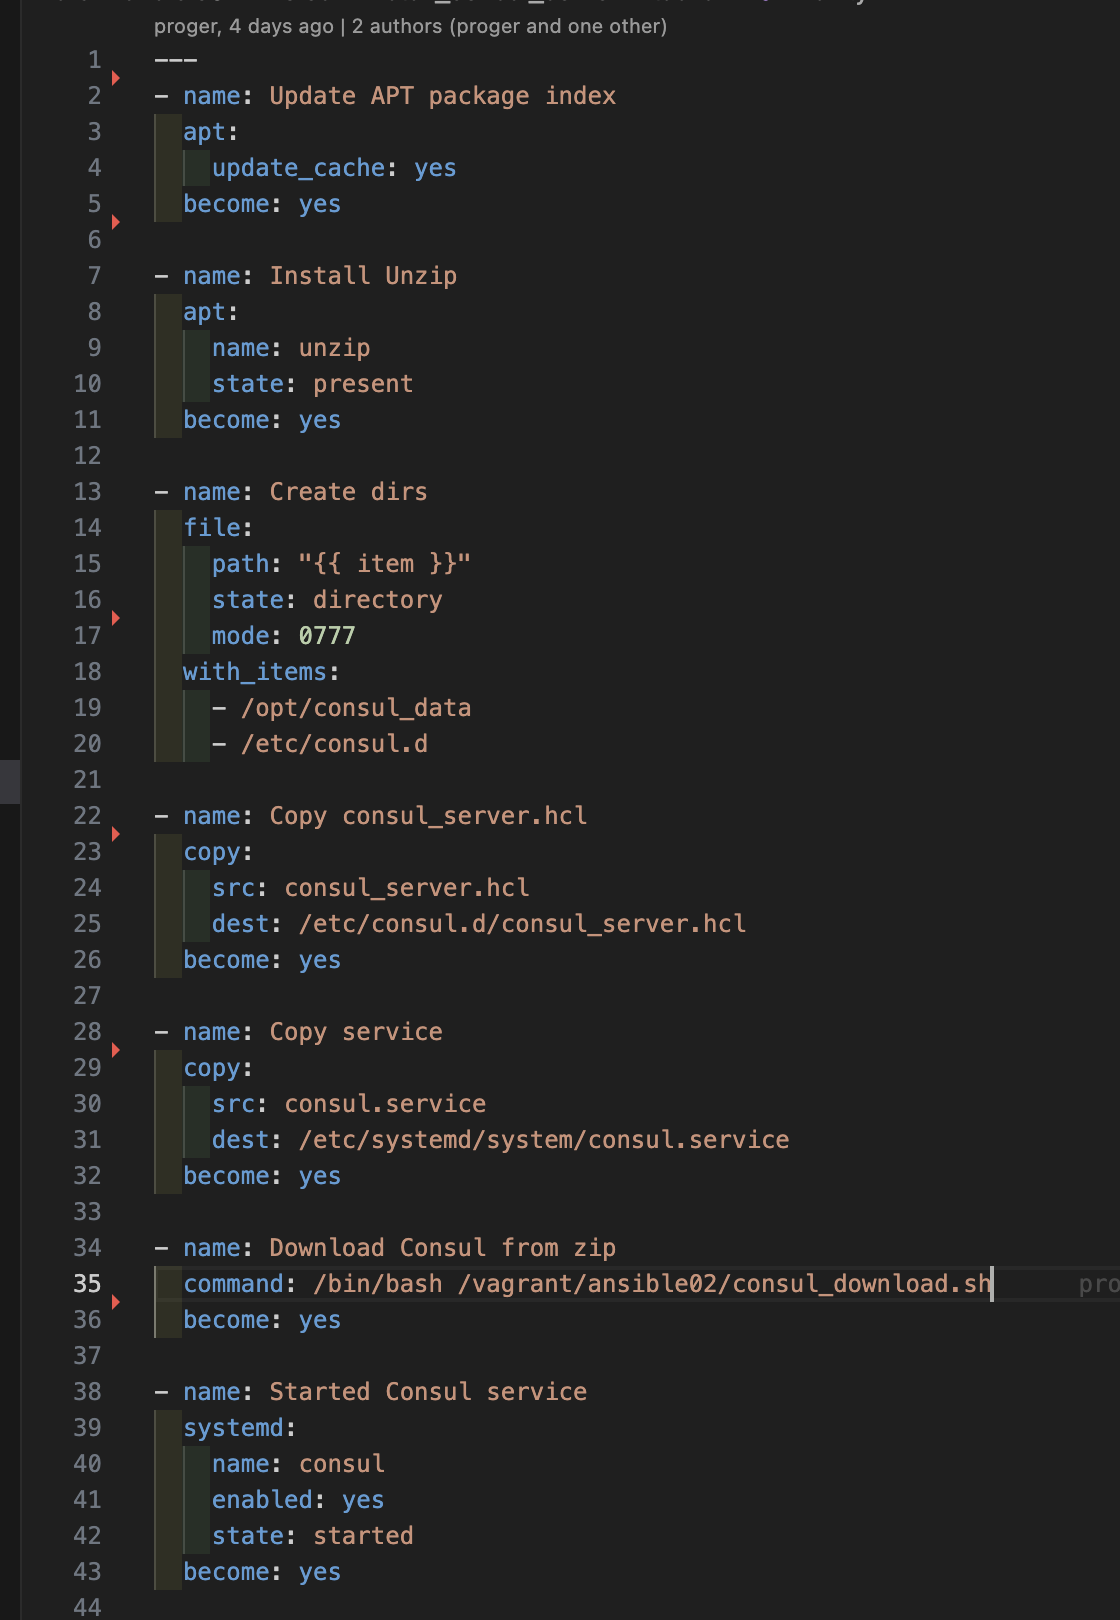 proger, 4 days ago | 2 authors (proger and one other)
1 ---
2 - name: Update APT package index
3 apt:
4 update_cache: yes
5 become: yes
6
7 - name: Install Unzip
8 apt:
9 name: unzip
10 state: present
11 become: yes
12
13 - name: Create dirs
14 file:
15 path: "{{ item }}"
16 state: directory
17 mode: 0777
18 with_items:
19 - /opt/consul_data
20 - /etc/consul.d
21
22 - name: Copy consul_server.hcl
23 copy:
24 src: consul_server.hcl
25 dest: /etc/consul.d/consul_server.hcl
26 become: yes
27
28 - name: Copy service
29 copy:
30 src: consul.service
31 dest: /etc/systemd/system/consul.service
32 become: yes
33
34 - name: Download Consul from zip
35 command: /bin/bash /vagrant/ansible02/consul_download.sh pro
36 become: yes
37
38 - name: Started Consul service
39 systemd:
40 name: consul
41 enabled: yes
42 state: started
43 become: yes
44